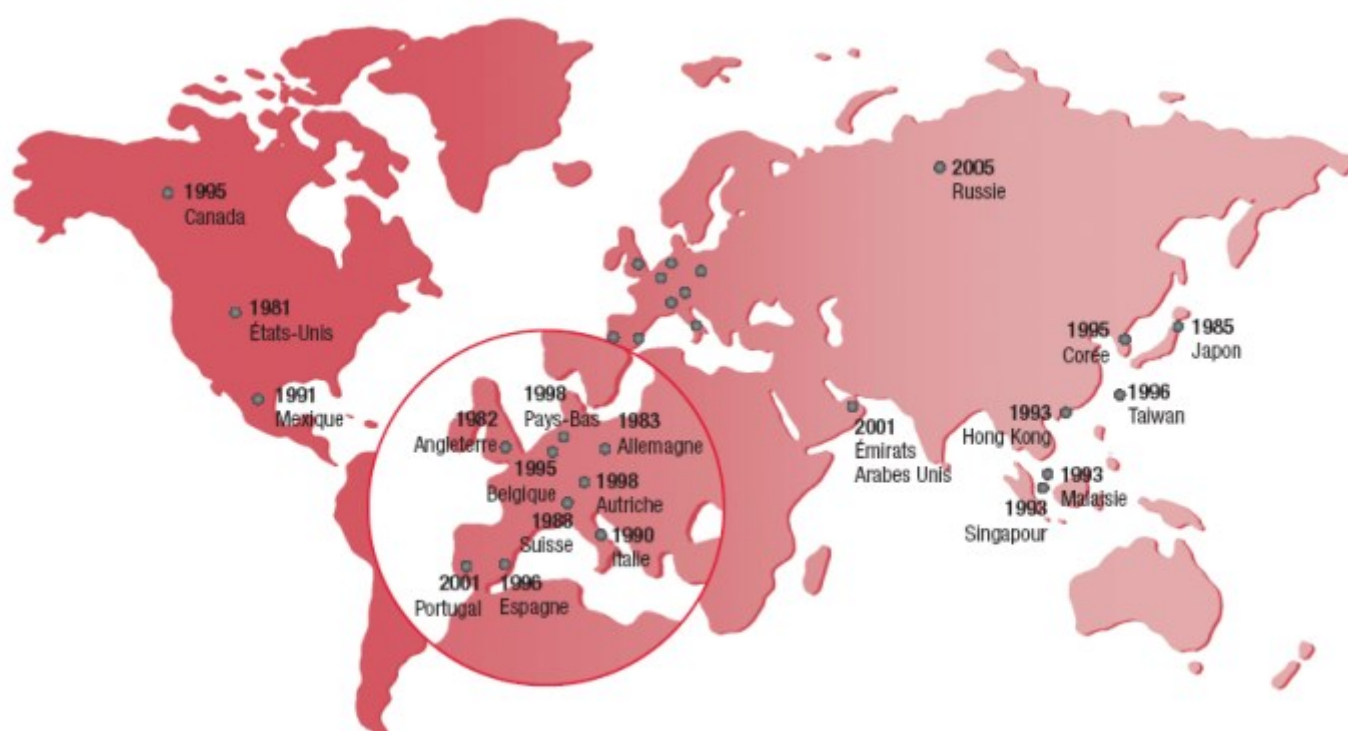 1995
Canada
1981
États-Unis
1991
Mexique
1982
Angleterre
1998
Pays-Bas
1983
Allemagne
1995
Belgique
1998
Autriche
1988
Suisse
1990
Italie
2001
Portugal
1996
Espagne
2005
Russie
2001
Émirats
Arabes Unis
1995
Corée
1985
Japon
1996
Taiwan
1993
Hong Kong
1993
Malaisie
1993
Singapour